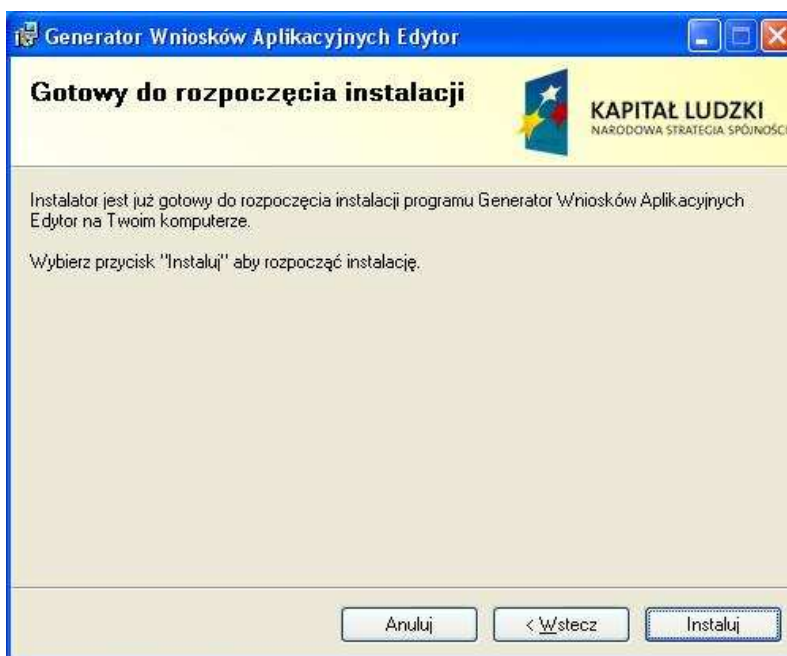 Generator Wniosków Aplikacyjnych Edytor
Gotowy do rozpoczęcia instalacji
KAPITAŁ LUDZKI
NARODOWA STRATEGIA SPÓJNOŚCI
Instalator jest już gotowy do rozpoczęcia instalacji programu Generator Wniosków Aplikacyjnych
Edytor na Twoim komputerze.
Wybierz przycisk "Instaluj" aby rozpocząć instalację.
Anuluj
< Wstecz
Instaluj